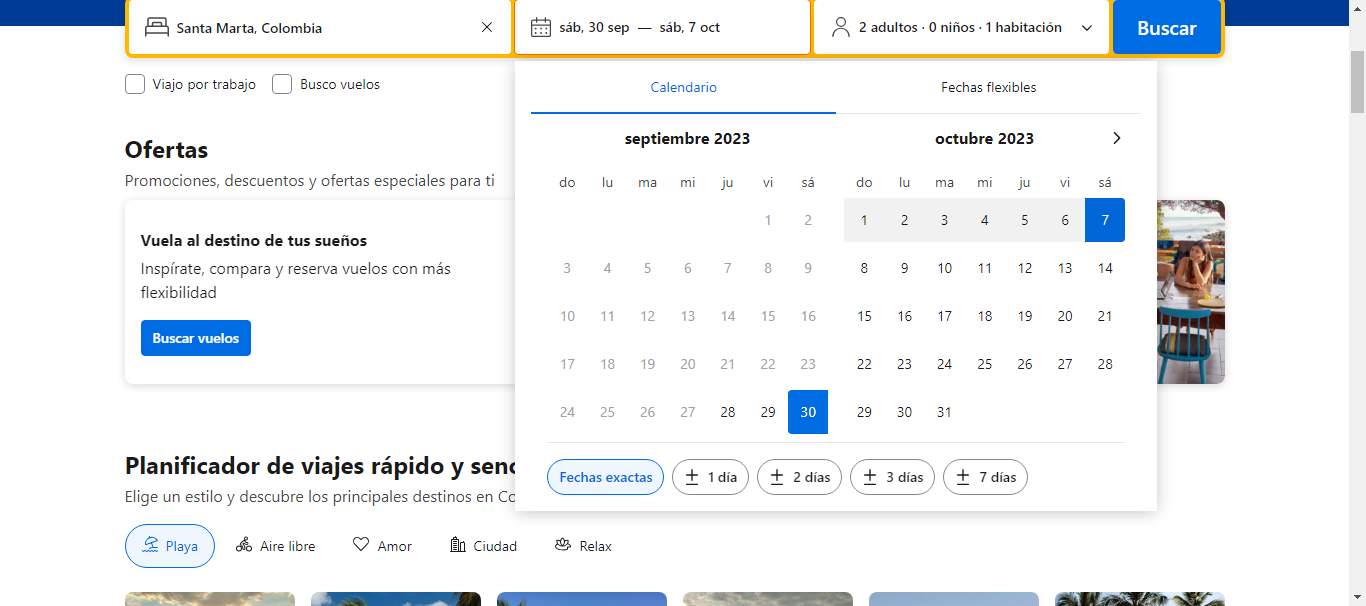 Santa Marta, Colombia
sáb, 30 sep — sáb, 7 oct
2 adultos · 0 niños · 1 habitación
Buscar
Viajo por trabajo
Busco vuelos
Calendario
Fechas flexibles
septiembre 2023
do lu ma mi ju vi sá
1 2
3 4 5 6 7 8 9
10 11 12 13 14 15 16
17 18 19 20 21 22 23
24 25 26 27 28 29 30
octubre 2023
do lu ma mi ju vi sá
1 2 3 4 5 6 7
8 9 10 11 12 13 14
15 16 17 18 19 20 21
22 23 24 25 26 27 28
29 30 31
Fechas exactas
± 1 día
± 2 días
± 3 días
± 7 días
Ofertas
Promociones, descuentos y ofertas especiales para ti
Vuela al destino de tus sueños
Inspírate, compara y reserva vuelos con más
flexibilidad
Buscar vuelos
Planificador de viajes rápido y senc
Elige un estilo y descubre los principales destinos en Co
Playa
Aire libre
Amor
Ciudad
Relax